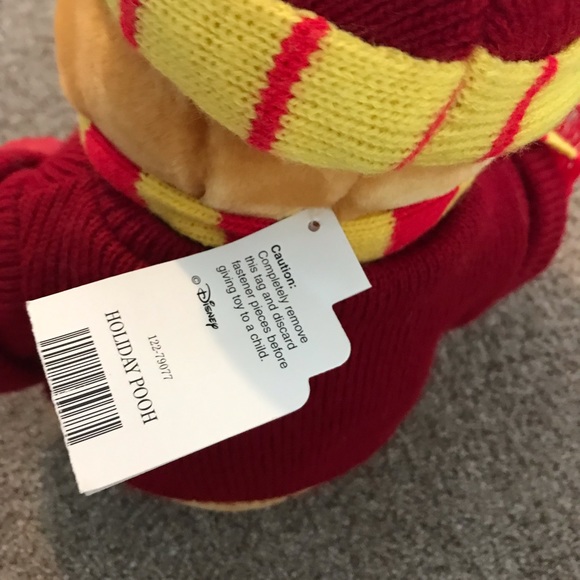 Caution:
Completely remove
this tag and discard
fastener pieces before
giving toy to a child.
© Disney
122-79077
HOLIDAY POOH